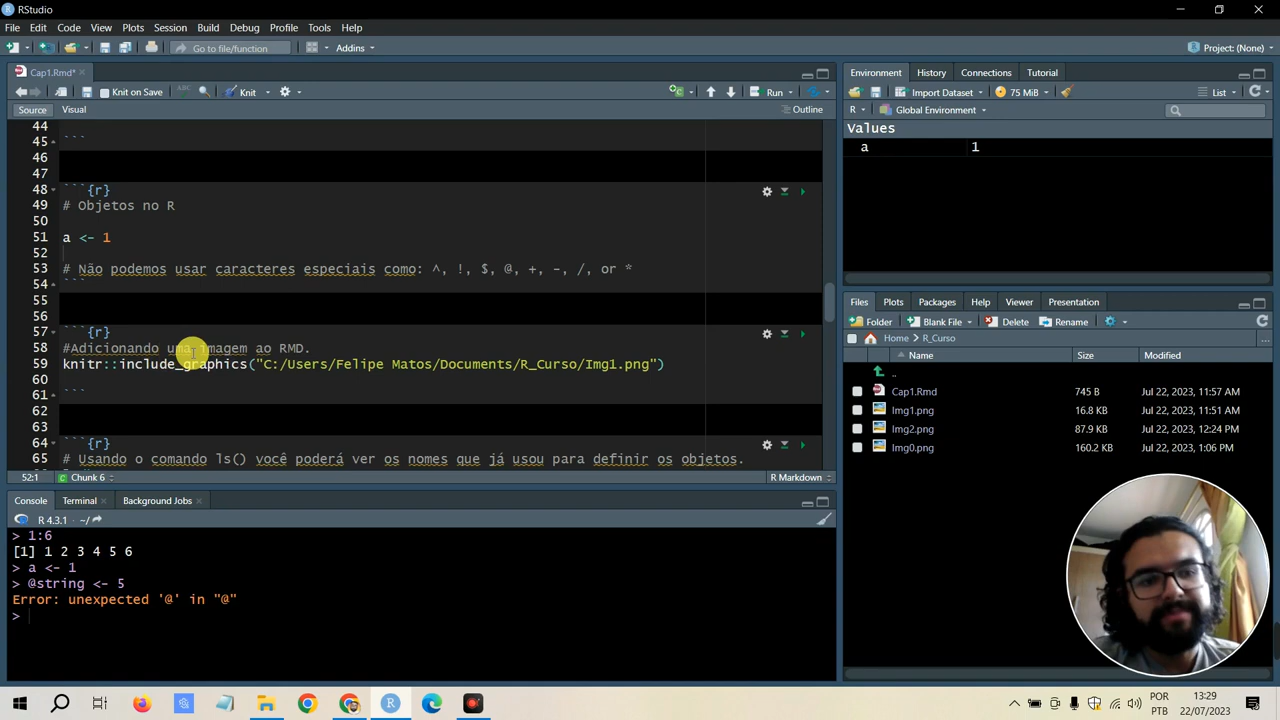 RStudio
File Edit Code View Plots Session Build Debug Profile Tools Help
Go to file/function Addins Project: (None)
Cap1.Rmd*
Knit on Save Knit Run
Source Visual Outline
44
45 ```
46
47
48 ```{r}
49 # Objetos no R
50
51 a <- 1
52
53 # Não podemos usar caracteres especiais como: ^, !, $, @, +, -, /, or *
54 ```
55
56
57 ```{r}
58 #Adicionando uma imagem ao RMD.
59 knitr::include_graphics("C:/Users/Felipe Matos/Documents/R_Curso/Img1.png")
60
61 ```
62
63
64 ```{r}
65 # Usando o comando ls() você poderá ver os nomes que já usou para definir os objetos.
52:1 Chunk 6 R Markdown
Console Terminal Background Jobs
R 4.3.1 · ~/
> 1:6
[1] 1 2 3 4 5 6
> a <- 1
> @string <- 5
Error: unexpected '@' in "@"
>
Environment History Connections Tutorial
Import Dataset 75 MiB List
R Global Environment
Values
a 1
Files Plots Packages Help Viewer Presentation
Folder Blank File Delete Rename
Home R_Curso
Name Size Modified
..
Cap1.Rmd 745 B Jul 22, 2023, 11:57 AM
Img1.png 16.8 KB Jul 22, 2023, 11:51 AM
Img2.png 87.9 KB Jul 22, 2023, 12:24 PM
Img0.png 160.2 KB Jul 22, 2023, 1:06 PM
POR 13:29
PTB 22/07/2023